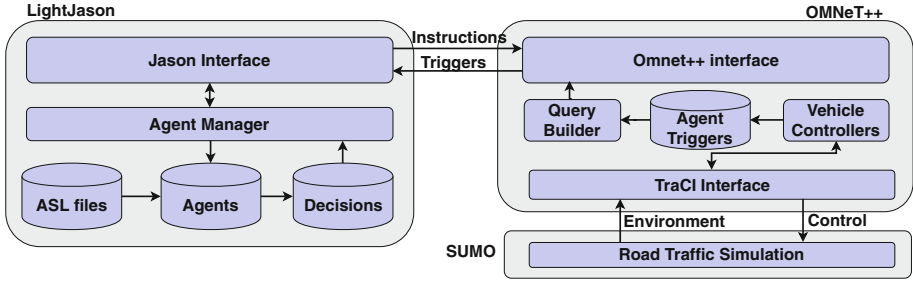 LightJason
OMNeT++
Jason Interface
Instructions
Triggers
Omnet++ interface
Agent Manager
Query
Builder
Agent
Triggers
Vehicle
Controllers
ASL files
Agents
Decisions
TraCI Interface
Environment
Control
SUMO
Road Traffic Simulation